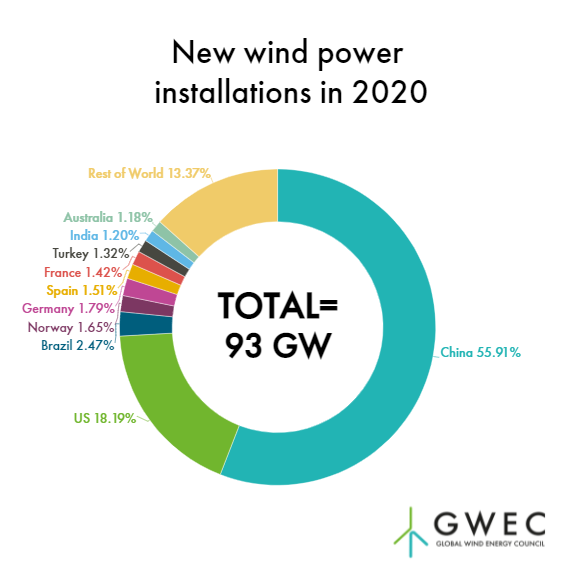 New wind power
installations in 2020
Rest of World 13.37%
Australia 1.18%
India 1.20%
Turkey 1.32%
France 1.42%
Spain 1.51%
Germany 1.79%
Norway 1.65%
Brazil 2.47%
US 18.19%
TOTAL=
93 GW
China 55.91%
GWEC
GLOBAL WIND ENERGY COUNCIL